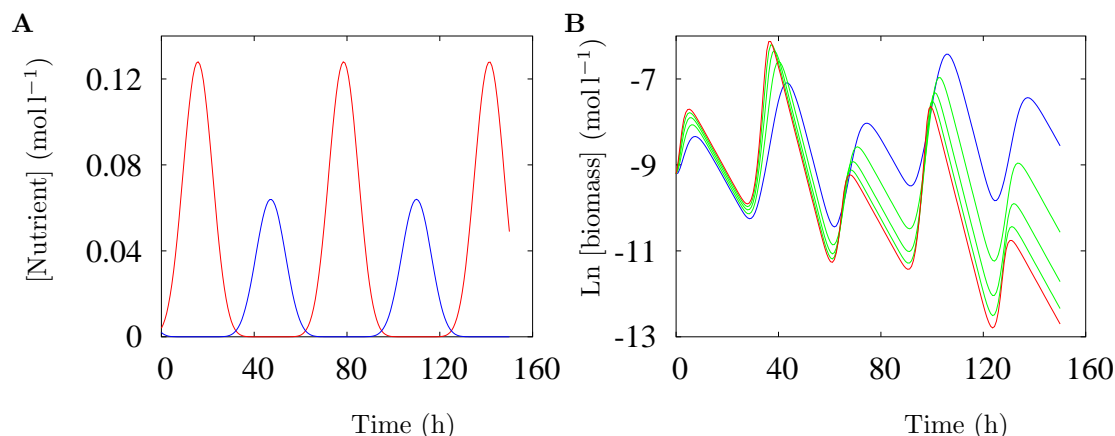 A
[Nutrient] (mol l−1)
0.12
0.08
0.04
0
0 40 80 120 160
Time (h)
B
Ln [biomass] (mol l−1)
-7
-9
-11
-13
0 40 80 120 160
Time (h)